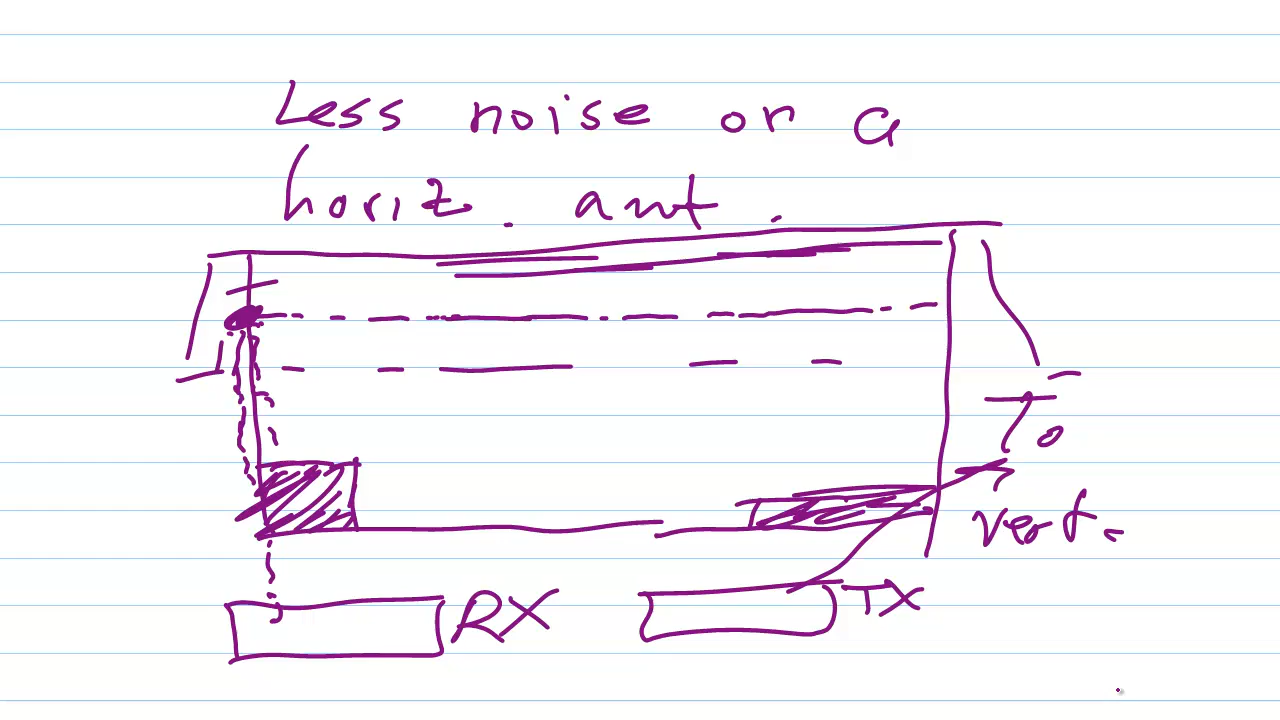 Less noise on a
horiz. ant.
To
vert.
RX
TX